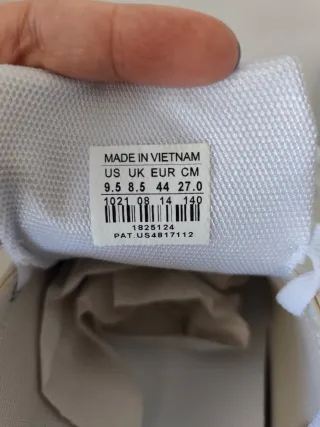 MADE IN VIETNAM
US UK EUR CM
9.5 8.5 44 27.0
1021 08 14 140
1825124
PAT.US4817112